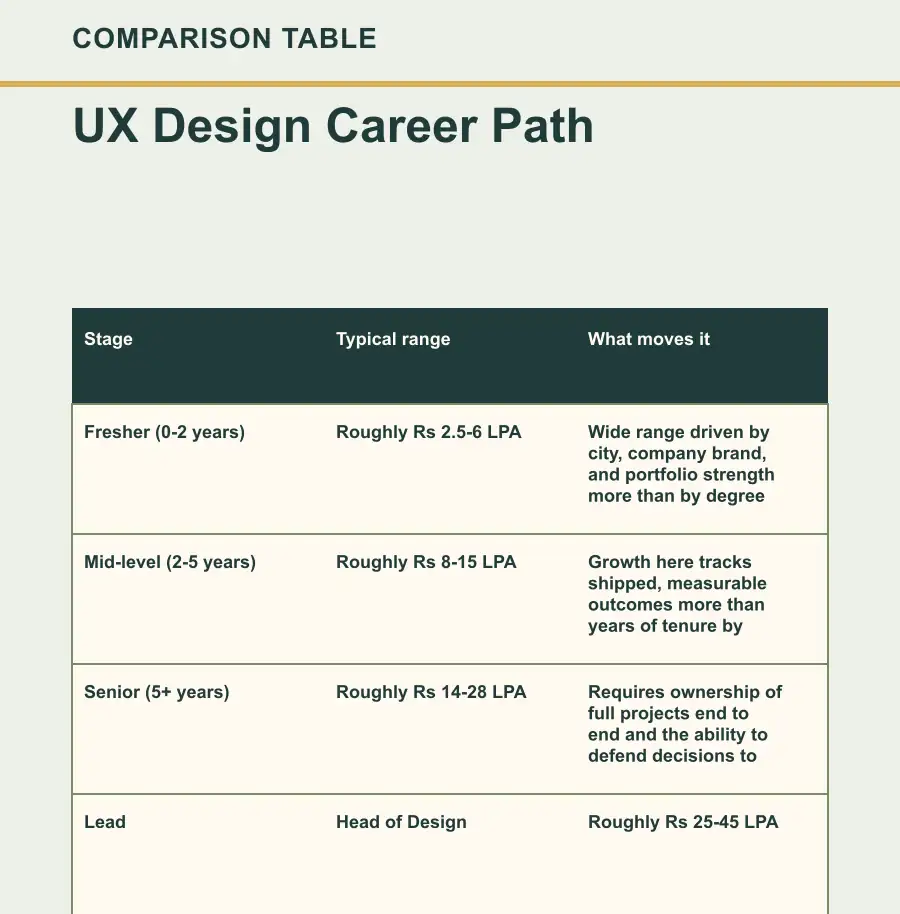 COMPARISON TABLE
UX Design Career Path
Stage
Typical range
What moves it
Fresher (0-2 years)
Roughly Rs 2.5-6 LPA
Wide range driven by
city, company brand,
and portfolio strength
more than by degree
Mid-level (2-5 years)
Roughly Rs 8-15 LPA
Growth here tracks
shipped, measurable
outcomes more than
years of tenure by
Senior (5+ years)
Roughly Rs 14-28 LPA
Requires ownership of
full projects end to
end and the ability to
defend decisions to
Lead
Head of Design
Roughly Rs 25-45 LPA